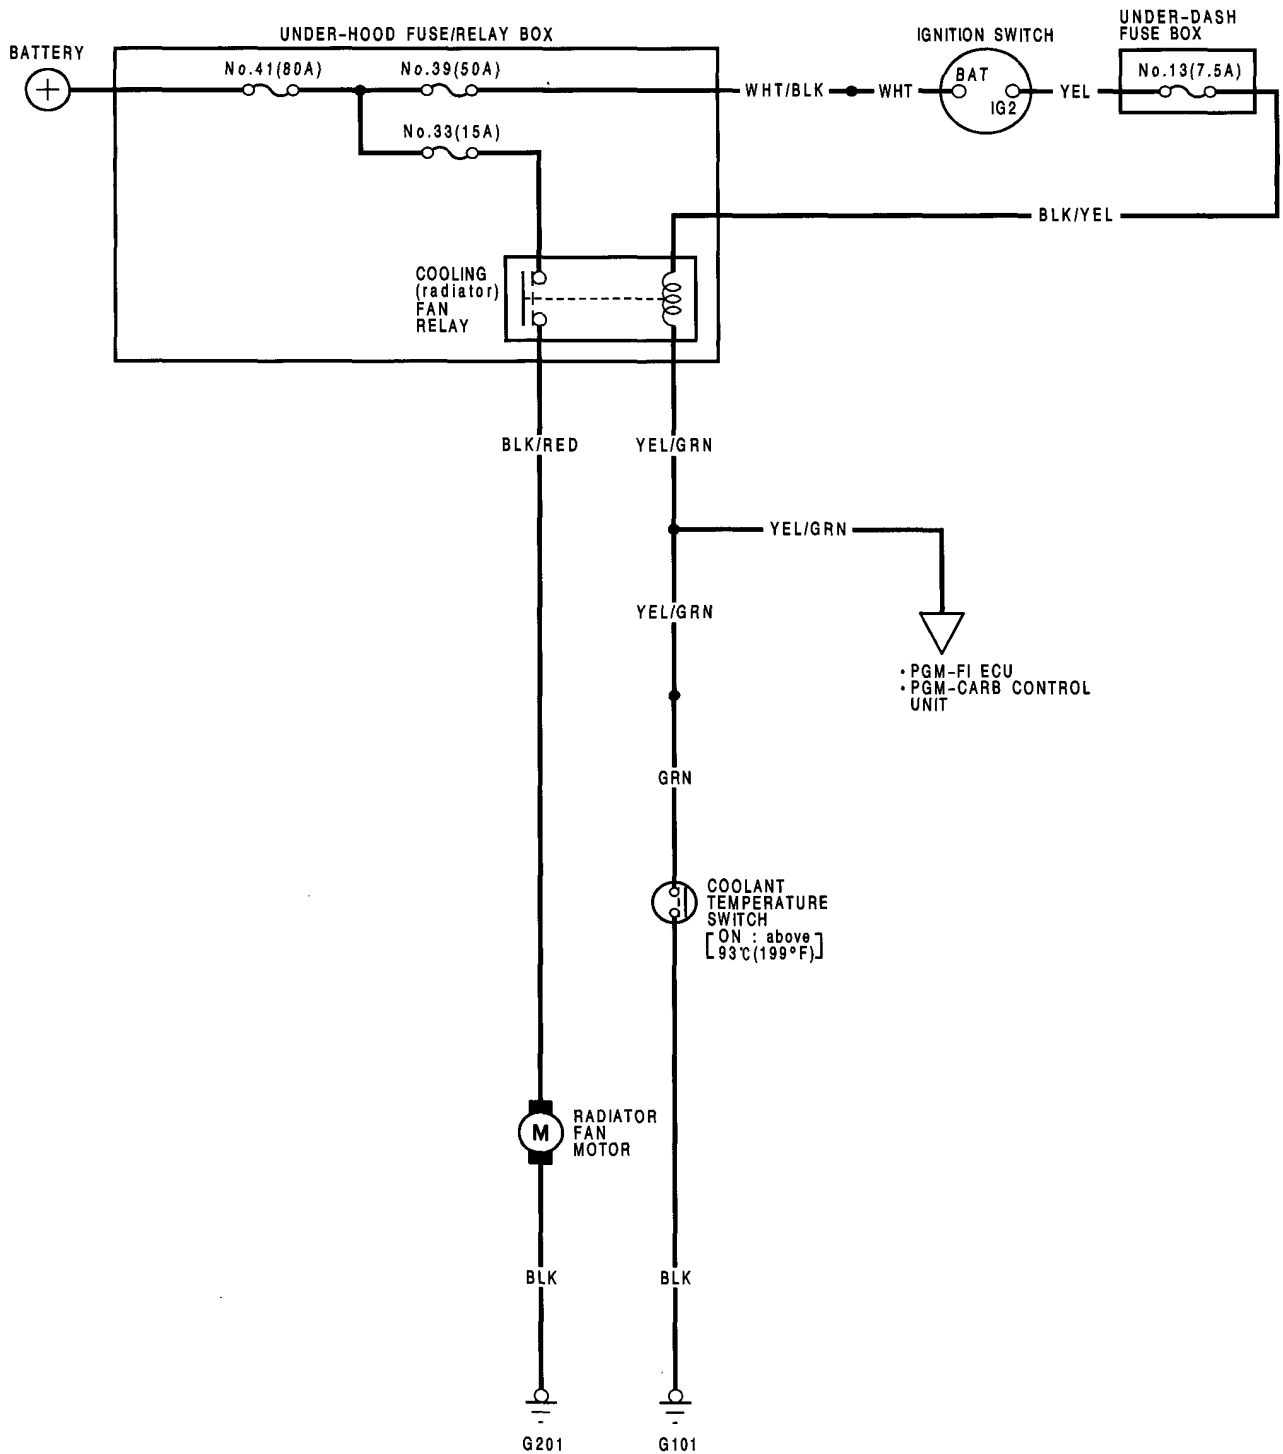 UNDER-DASH
FUSE BOX
UNDER-HOOD FUSE/RELAY BOX
IGNITION SWITCH
BATTERY
+
No.41(80A)
No.39(50A)
BAT
IG2
No.13(7.5A)
WHT/BLK
WHT
YEL
No.33(15A)
BLK/YEL
COOLING
(radiator)
FAN
RELAY
BLK/RED
YEL/GRN
YEL/GRN
YEL/GRN
・PGM-FI ECU
・PGM-CARB CONTROL
UNIT
GRN
COOLANT
TEMPERATURE
SWITCH
[ON : above
93℃(199°F)]
M
RADIATOR
FAN
MOTOR
BLK
BLK
G201
G101